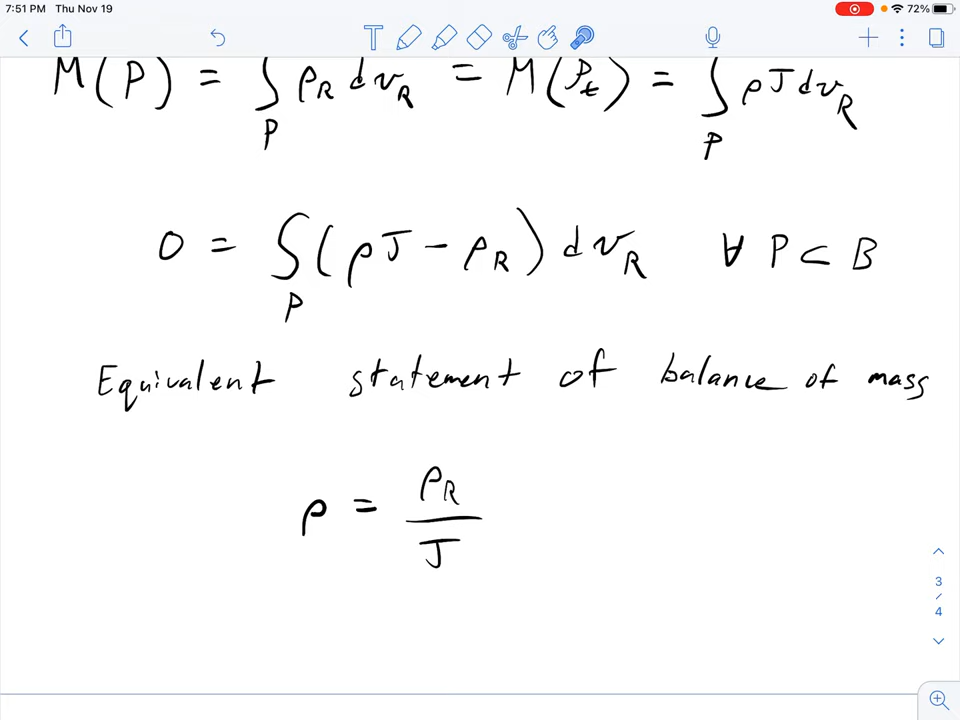 7:51 PM Thu Nov 19 72%
T
M(P) = ∫_P ρ_R dv_R = M(P_t) = ∫_P ρJ dv_R
0 = ∫_P (ρJ - ρ_R) dv_R ∀ P ⊂ B
Equivalent statement of balance of mass
ρ = ρ_R / J
3
/
4